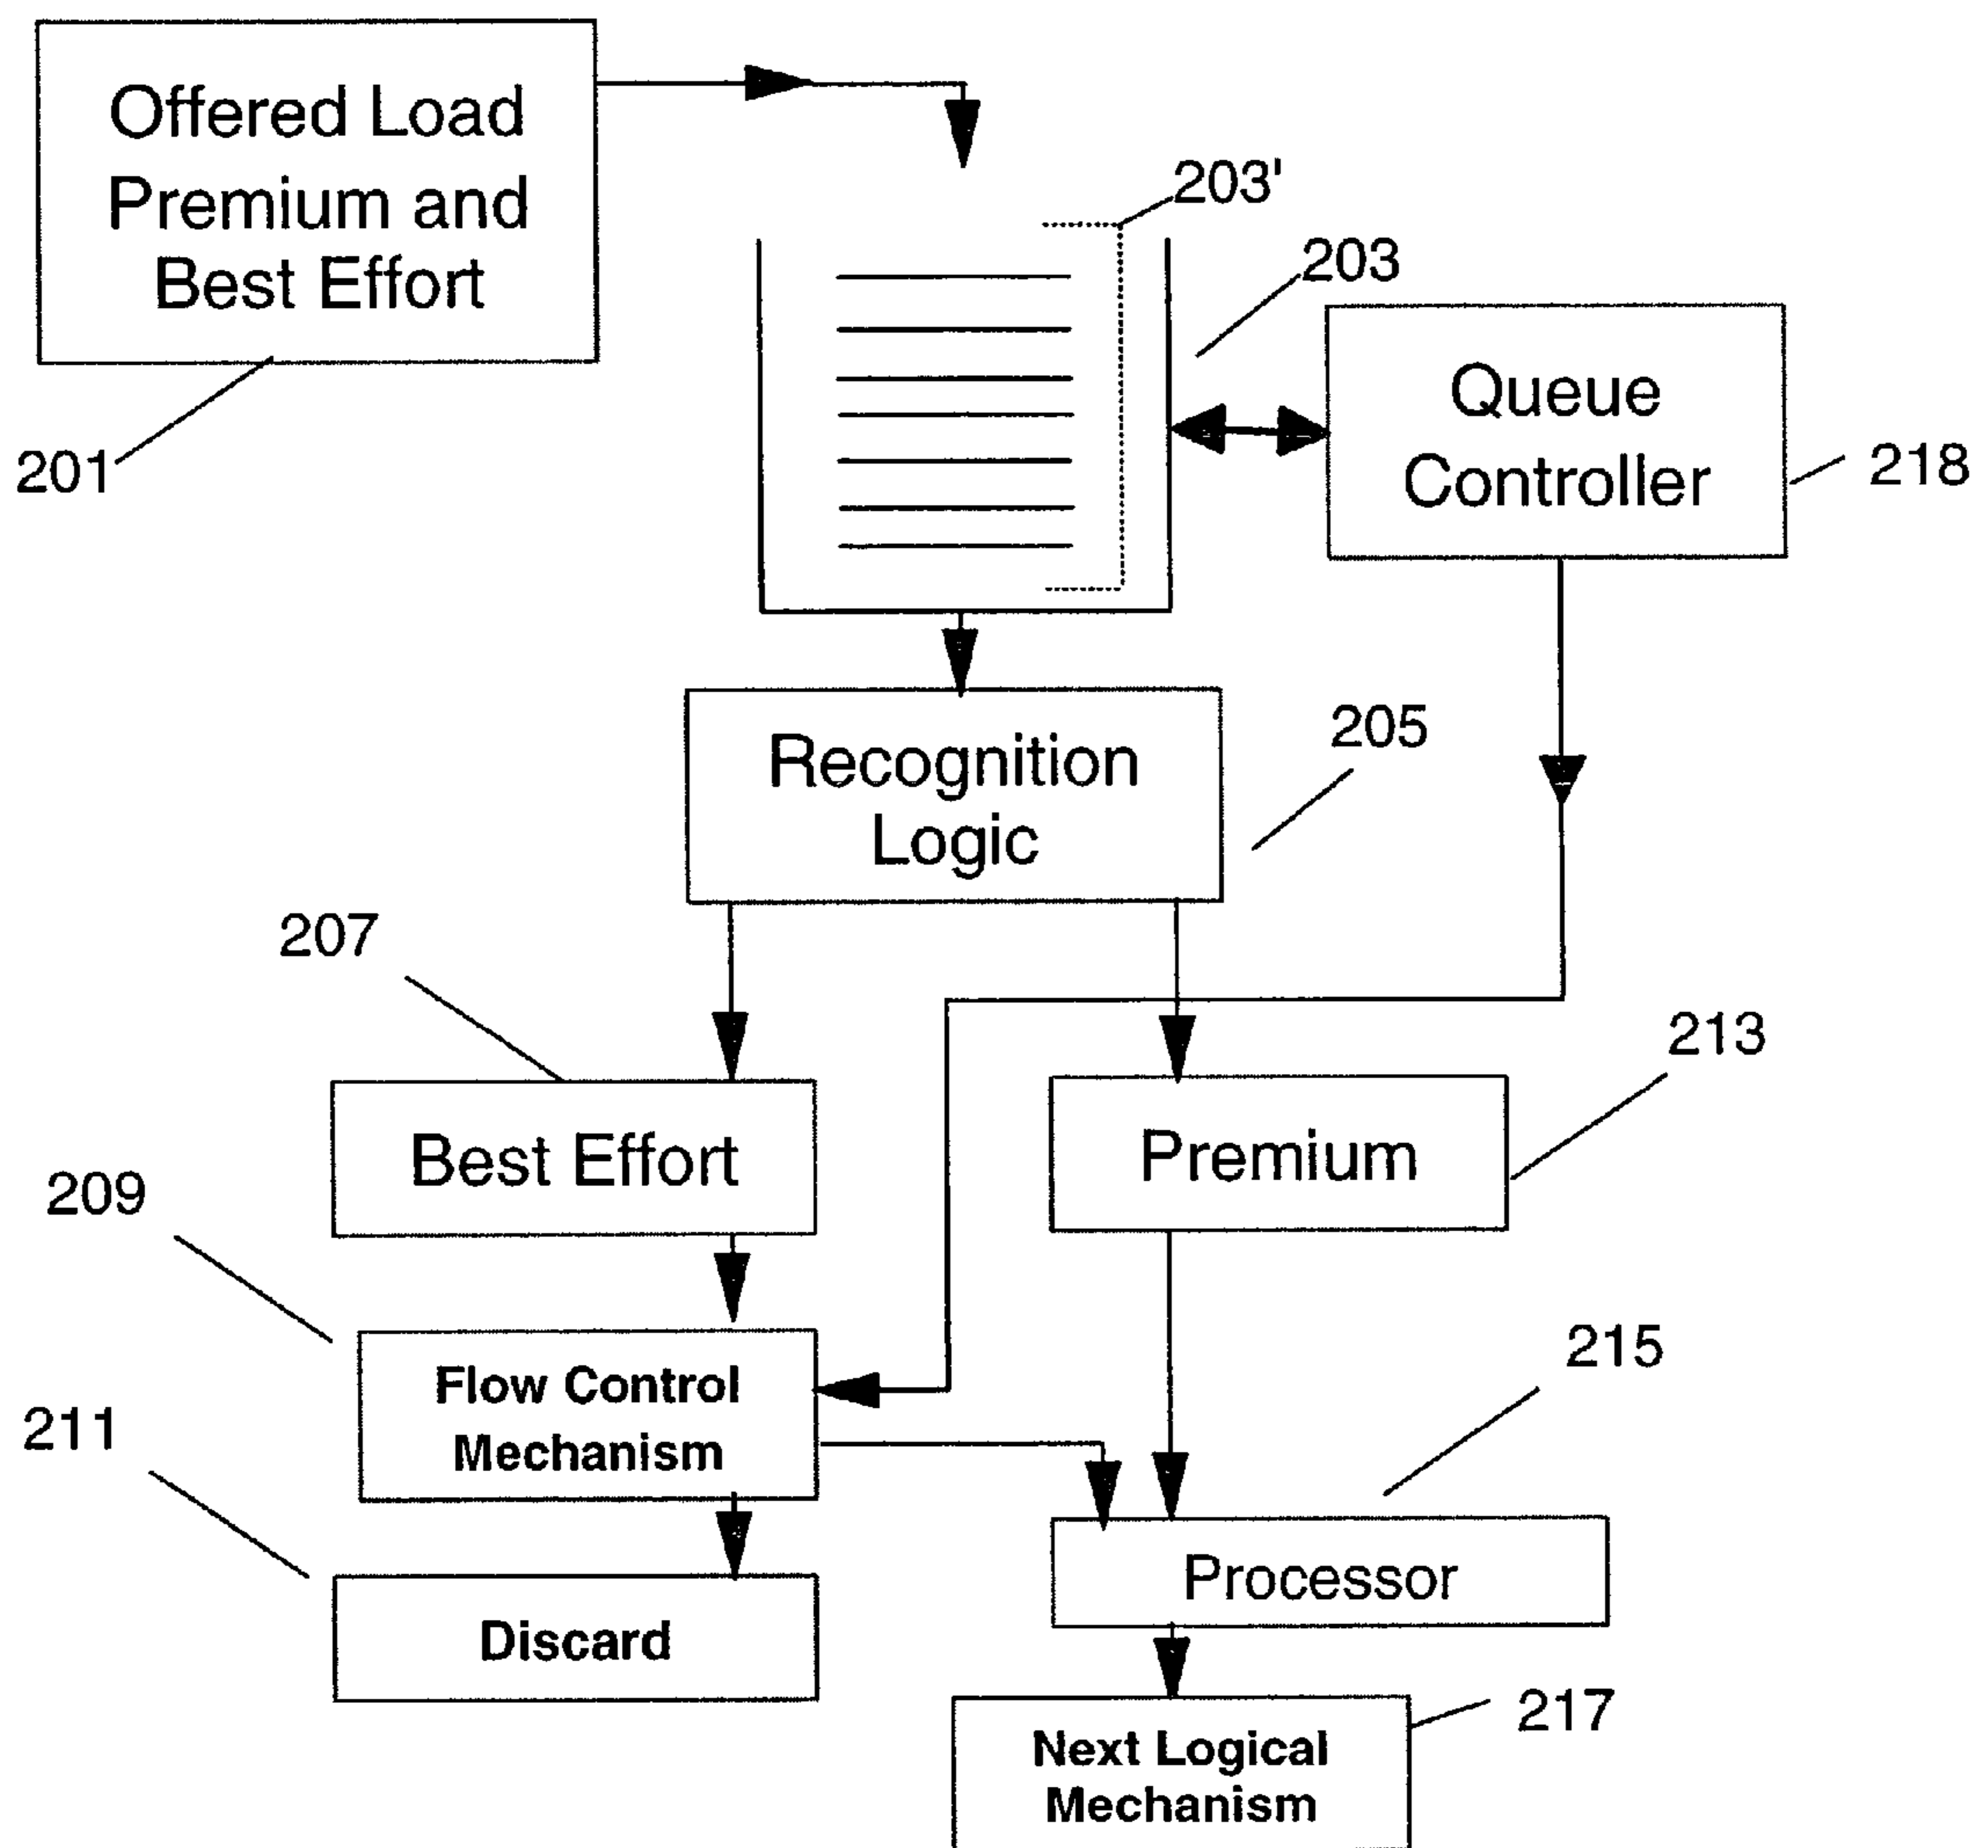 Offered Load
Premium and
Best Effort
201
203'
203
Queue
Controller
218
Recognition
Logic
205
207
Best Effort
213
Premium
209
Flow Control
Mechanism
211
Discard
215
Processor
217
Next Logical
Mechanism